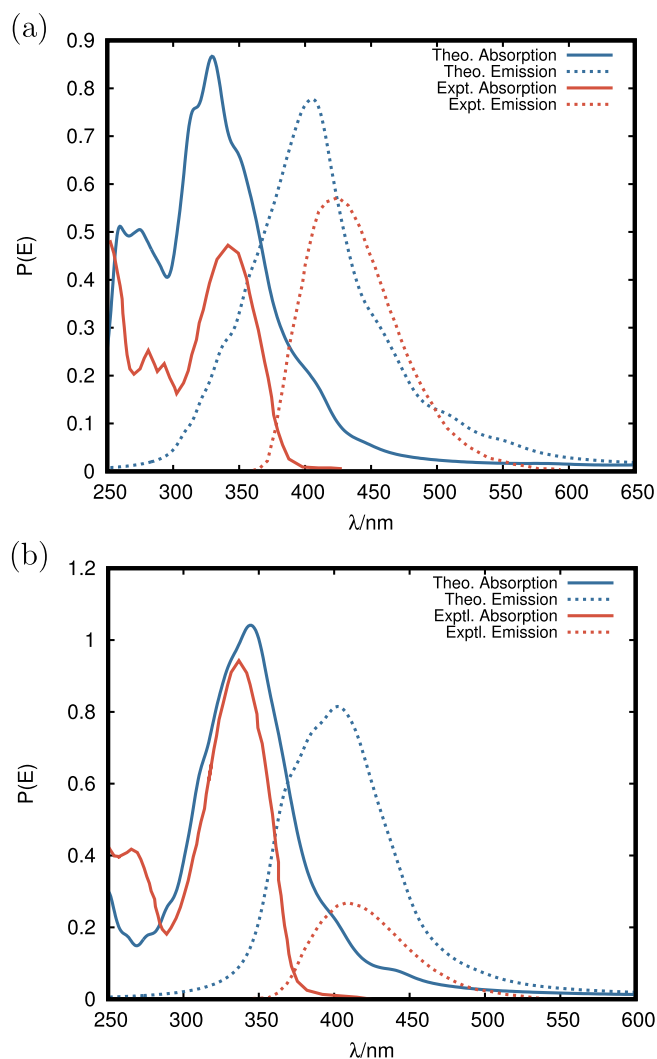 (a)
0.9
0.8
0.7
0.6
0.5
0.4
0.3
0.2
0.1
0
P(E)
Theo. Absorption
Theo. Emission
Expt. Absorption
Expt. Emission
250 300 350 400 450 500 550 600 650
λ/nm
(b)
1.2
1
0.8
0.6
0.4
0.2
0
P(E)
Theo. Absorption
Theo. Emission
Exptl. Absorption
Exptl. Emission
250 300 350 400 450 500 550 600
λ/nm